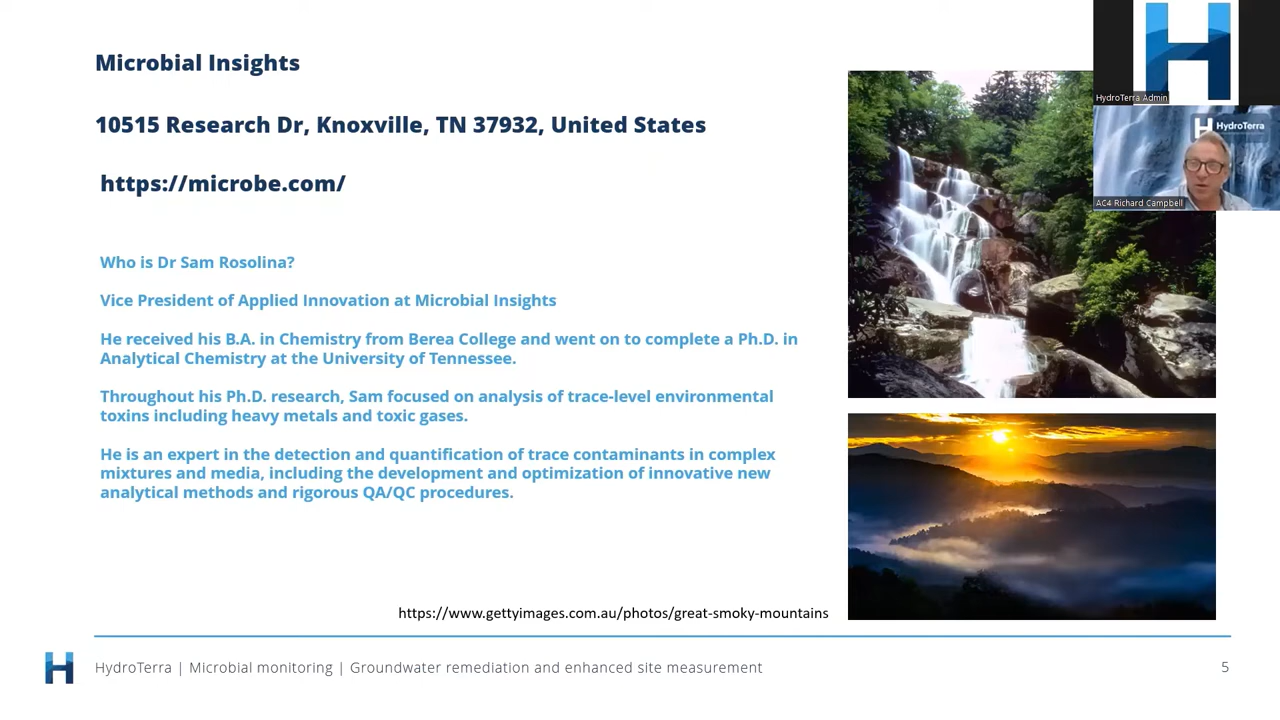 Microbial Insights
10515 Research Dr, Knoxville, TN 37932, United States
https://microbe.com/
Who is Dr Sam Rosolina?
Vice President of Applied Innovation at Microbial Insights
He received his B.A. in Chemistry from Berea College and went on to complete a Ph.D. in
Analytical Chemistry at the University of Tennessee.
Throughout his Ph.D. research, Sam focused on analysis of trace-level environmental
toxins including heavy metals and toxic gases.
He is an expert in the detection and quantification of trace contaminants in complex
mixtures and media, including the development and optimization of innovative new
analytical methods and rigorous QA/QC procedures.
https://www.gettyimages.com.au/photos/great-smoky-mountains
HydroTerra Admin
HydroTerra
AC4 Richard Campbell
HydroTerra | Microbial monitoring | Groundwater remediation and enhanced site measurement
5